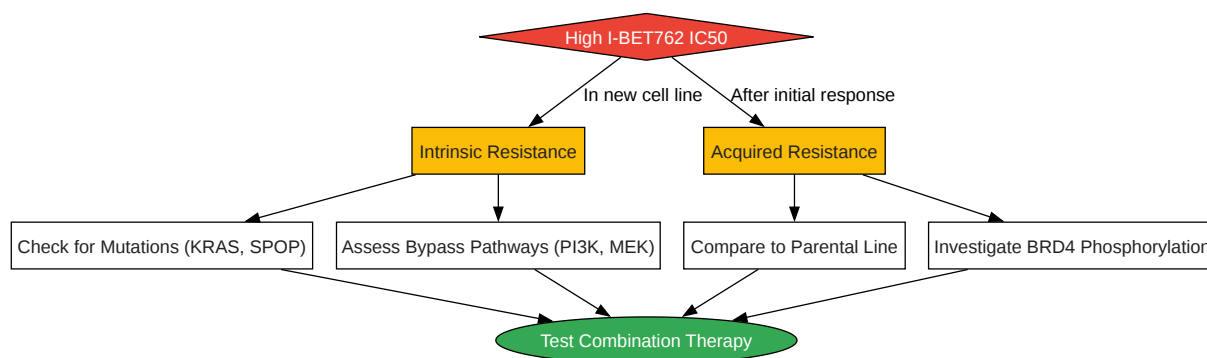 High I-BET762 IC50
In new cell line
After initial response
Intrinsic Resistance
Acquired Resistance
Check for Mutations (KRAS, SPOP)
Assess Bypass Pathways (PI3K, MEK)
Compare to Parental Line
Investigate BRD4 Phosphorylation
Test Combination Therapy